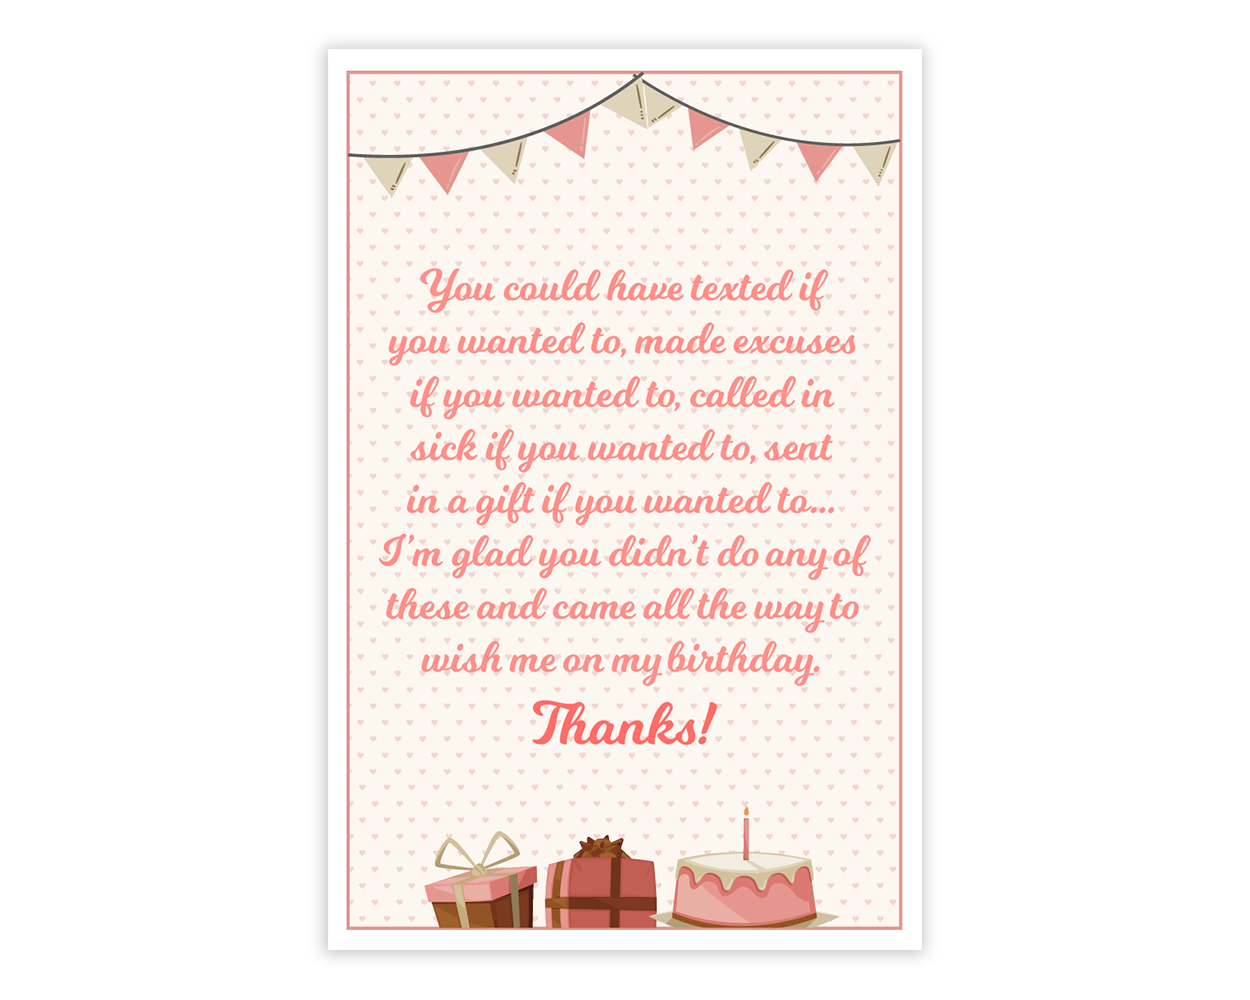 You could have texted if
you wanted to, made excuses
if you wanted to, called in
sick if you wanted to, sent
in a gift if you wanted to...
I'm glad you didn't do any of
these and came all the way to
wish me on my birthday.
Thanks!